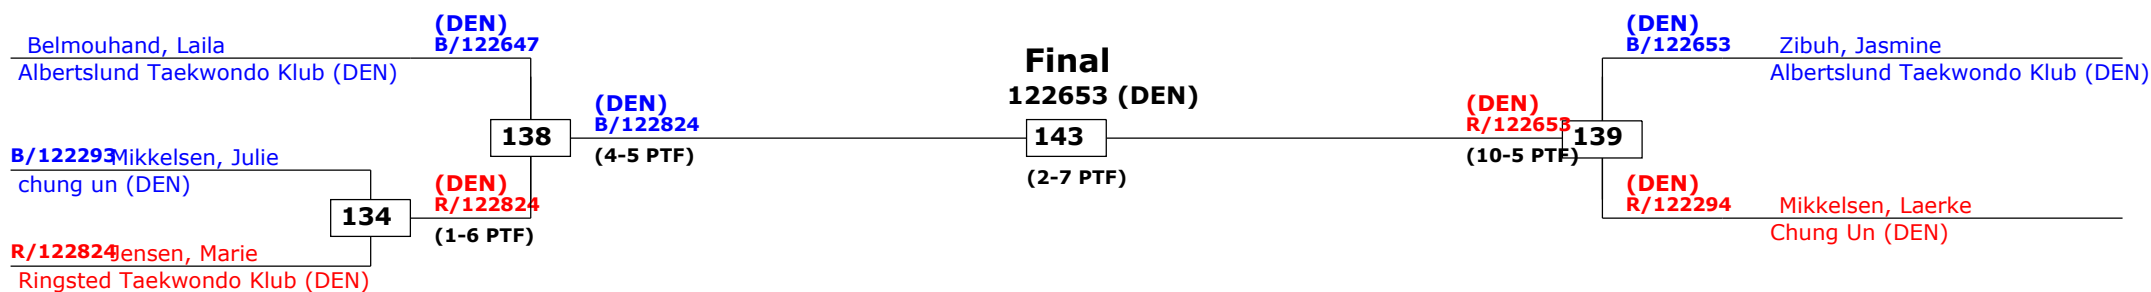 (DEN)
B/122647
Belmouhand, Laila
Albertslund Taekwondo Klub (DEN)
B/122293 Mikkelsen, Julie
chung un (DEN)
134
R/122824 Jensen, Marie
Ringsted Taekwondo Klub (DEN)
(DEN)
R/122824
(1-6 PTF)
138
(DEN)
B/122824
(4-5 PTF)
Final
122653 (DEN)
143
(2-7 PTF)
(DEN)
R/122653
(10-5 PTF)
139
(DEN)
B/122653
Zibuh, Jasmine
Albertslund Taekwondo Klub (DEN)
(DEN)
R/122294
Mikkelsen, Laerke
Chung Un (DEN)